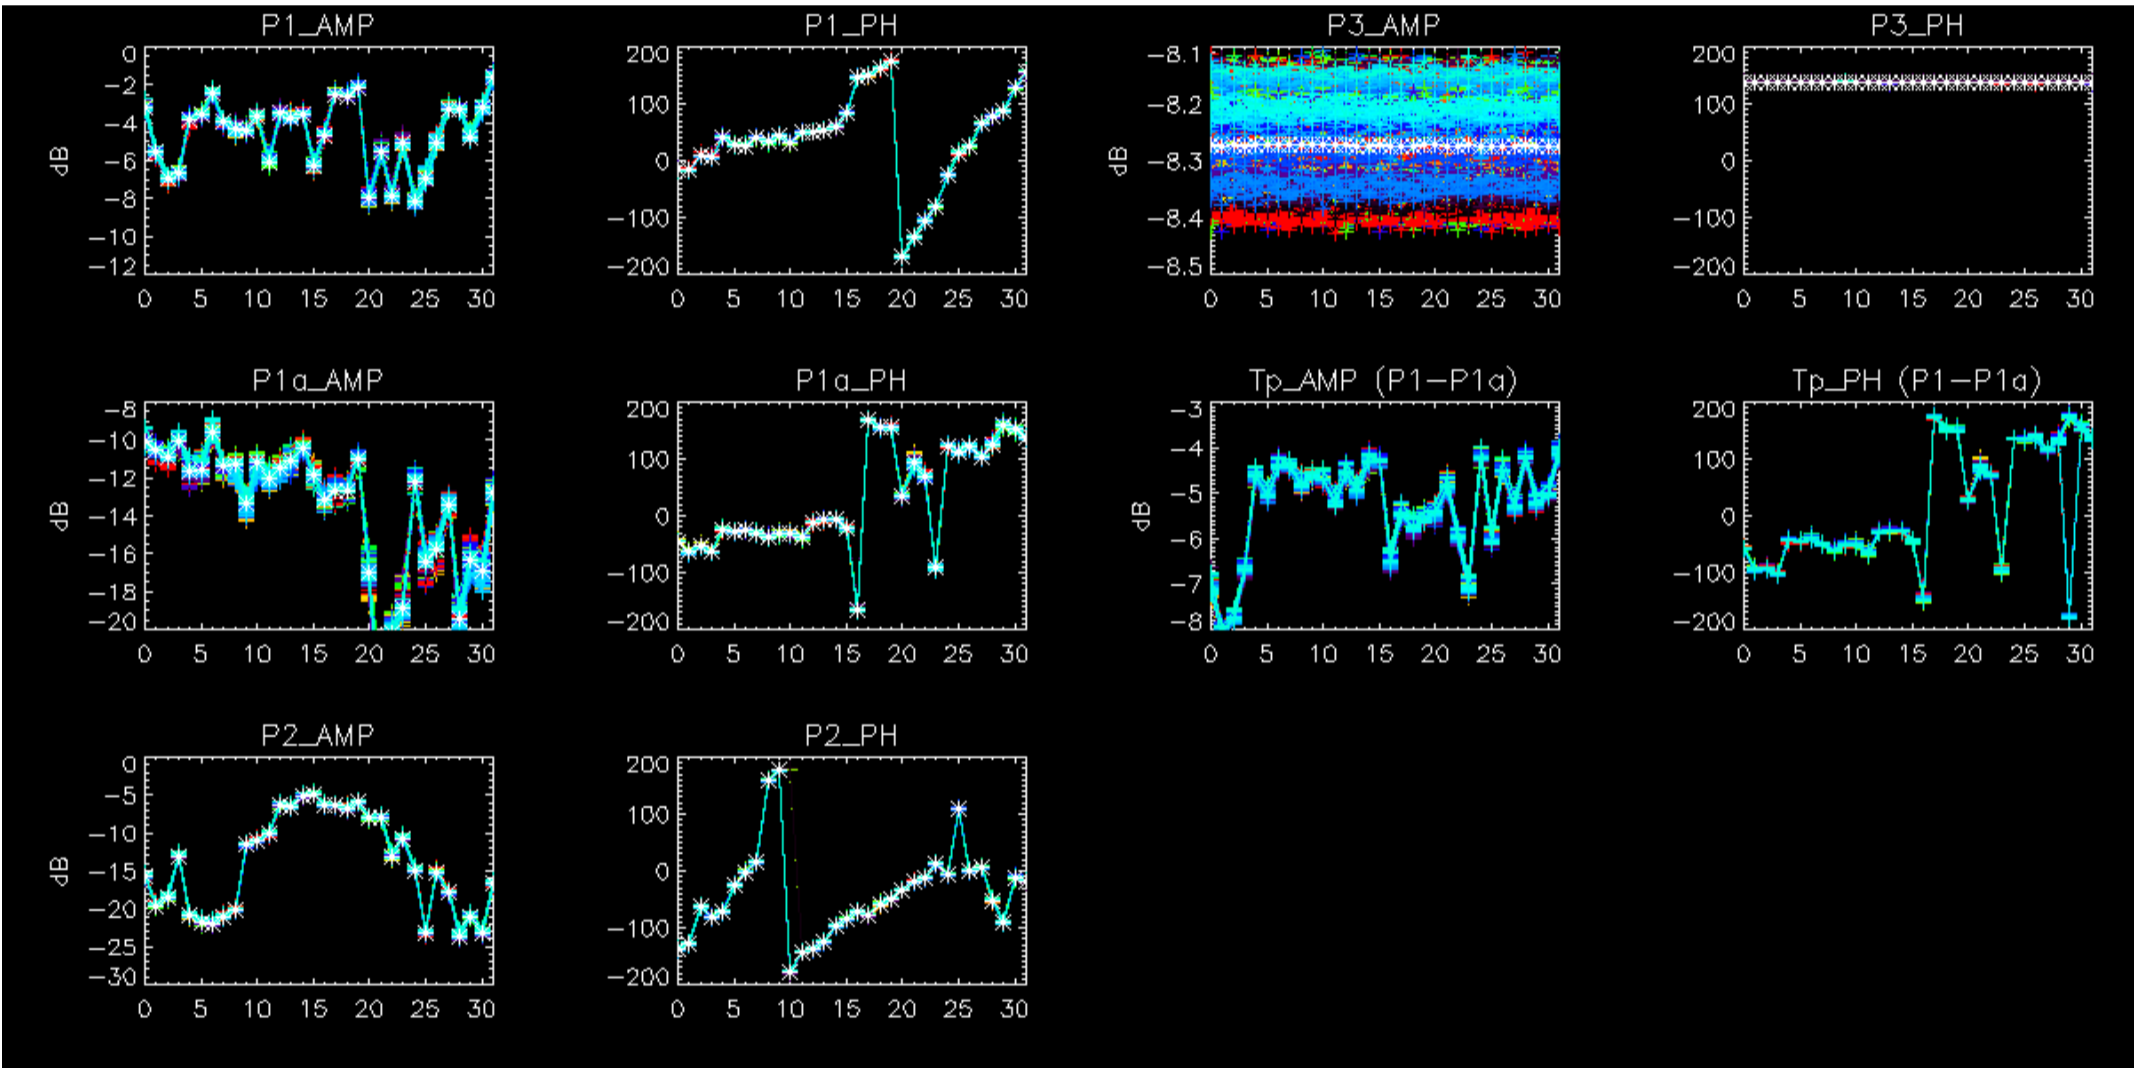 P1_AMP
dB
0
−2
−4
−6
−8
−10
−12
0 5 10 15 20 25 30
P1_PH
200
100
0
−100
−200
0 5 10 15 20 25 30
P3_AMP
dB
−8.1
−8.2
−8.3
−8.4
−8.5
0 5 10 15 20 25 30
P3_PH
200
100
0
−100
−200
0 5 10 15 20 25 30
P1a_AMP
dB
−8
−10
−12
−14
−16
−18
−20
0 5 10 15 20 25 30
P1a_PH
200
100
0
−100
−200
0 5 10 15 20 25 30
Tp_AMP (P1−P1a)
dB
−3
−4
−5
−6
−7
−8
0 5 10 15 20 25 30
Tp_PH (P1−P1a)
200
100
0
−100
−200
0 5 10 15 20 25 30
P2_AMP
dB
0
−5
−10
−15
−20
−25
−30
0 5 10 15 20 25 30
P2_PH
200
100
0
−100
−200
0 5 10 15 20 25 30